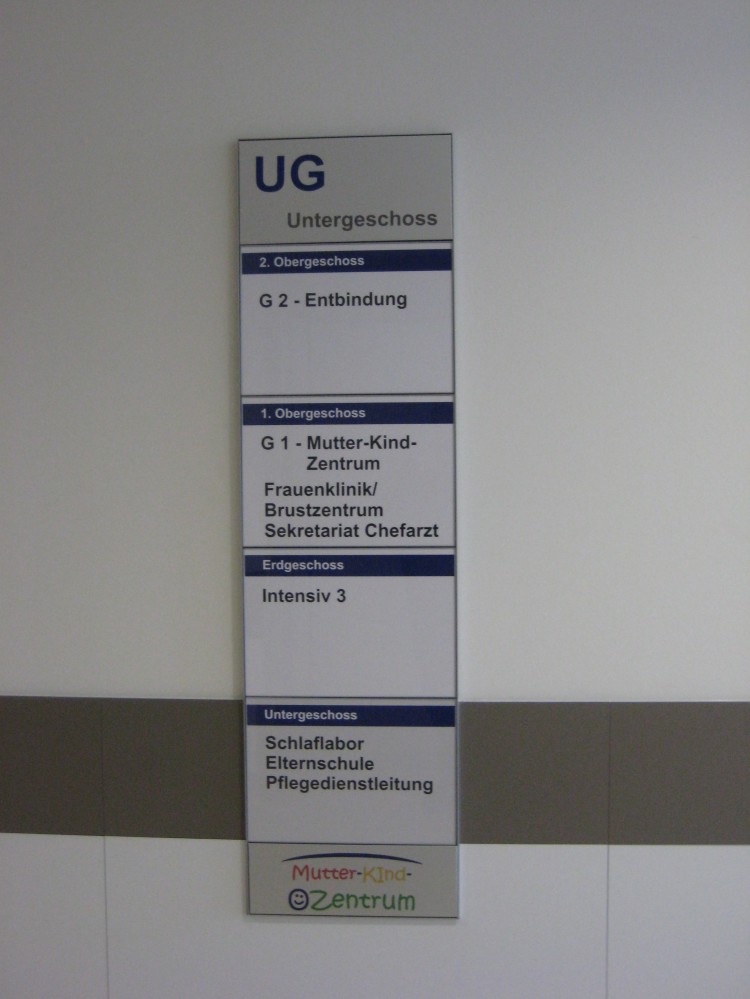 UG
Untergeschoss
2. Obergeschoss
G 2 - Entbindung
1. Obergeschoss
G 1 - Mutter-Kind-
Zentrum
Frauenklinik/
Brustzentrum
Sekretariat Chefarzt
Erdgeschoss
Intensiv 3
Untergeschoss
Schlaflabor
Elternschule
Pflegedienstleitung
Mutter-KInd-
Zentrum